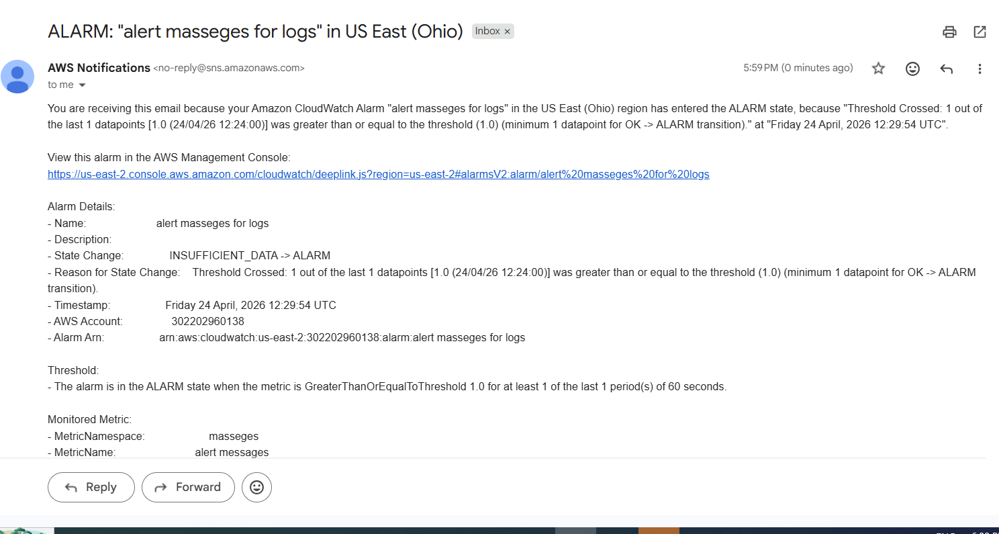 ALARM: "alert masseges for logs" in US East (Ohio) Inbox ×
AWS Notifications <no-reply@sns.amazonaws.com> 5:59 PM (0 minutes ago)
to me
You are receiving this email because your Amazon CloudWatch Alarm "alert masseges for logs" in the US East (Ohio) region has entered the ALARM state, because "Threshold Crossed: 1 out of
the last 1 datapoints [1.0 (24/04/26 12:24:00)] was greater than or equal to the threshold (1.0) (minimum 1 datapoint for OK -> ALARM transition)." at "Friday 24 April, 2026 12:29:54 UTC".
View this alarm in the AWS Management Console:
https://us-east-2.console.aws.amazon.com/cloudwatch/deeplink.js?region=us-east-2#alarmsV2:alarm/alert%20masseges%20for%20logs
Alarm Details:
- Name: alert masseges for logs
- Description:
- State Change: INSUFFICIENT_DATA -> ALARM
- Reason for State Change: Threshold Crossed: 1 out of the last 1 datapoints [1.0 (24/04/26 12:24:00)] was greater than or equal to the threshold (1.0) (minimum 1 datapoint for OK -> ALARM
transition).
- Timestamp: Friday 24 April, 2026 12:29:54 UTC
- AWS Account: 302202960138
- Alarm Arn: arn:aws:cloudwatch:us-east-2:302202960138:alarm:alert masseges for logs
Threshold:
- The alarm is in the ALARM state when the metric is GreaterThanOrEqualToThreshold 1.0 for at least 1 of the last 1 period(s) of 60 seconds.
Monitored Metric:
- MetricNamespace: masseges
- MetricName: alert messages
Reply Forward